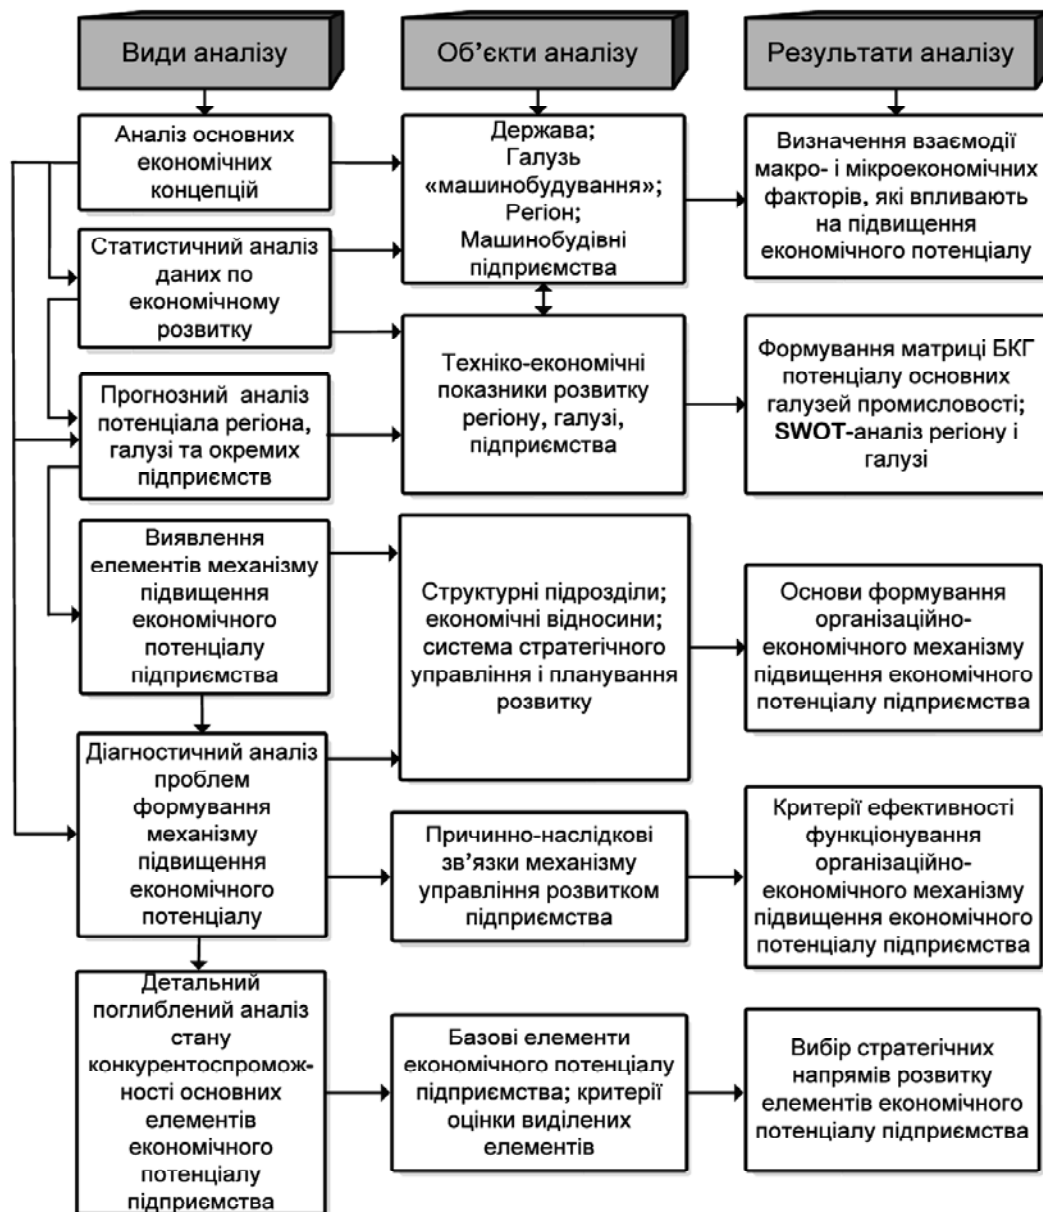 Види аналізу
Об’єкти аналізу
Результати аналізу
Аналіз основних
економічних
концепцій
Держава;
Галузь
«машинобудування»;
Регіон;
Машинобудівні
підприємства
Визначення взаємодії
макро- і мікроекономічних
факторів, які впливають
на підвищення
економічного потенціалу
Статистичний аналіз
даних по
економічному
розвитку
Техніко-економічні
показники розвитку
регіону, галузі,
підприємства
Формування матриці БКГ
потенціалу основних
галузей промисловості;
SWOT-аналіз регіону і
галузі
Прогнозний аналіз
потенціала регіона,
галузі та окремих
підприємств
Виявлення
елементів механізму
підвищення
економічного
потенціалу
підприємства
Структурні підрозділи;
економічні відносини;
система стратегічного
управління і планування
розвитку
Основи формування
організаційно-
економічного механізму
підвищення економічного
потенціалу підприємства
Діагностичний аналіз
проблем
формування
механізму
підвищення
економічного
потенціалу
Причинно-наслідкові
зв’язки механізму
управління розвитком
підприємства
Критерії ефективності
функціонування
організаційно-
економічного механізму
підвищення економічного
потенціалу підприємства
Детальний
поглиблений аналіз
стану
конкурентоспромож-
ності основних
елементів
економічного
потенціалу
підприємства
Базові елементи
економічного потенціалу
підприємства; критерії
оцінки виділених
елементів
Вибір стратегічних
напрямів розвитку
елементів економічного
потенціалу підприємства